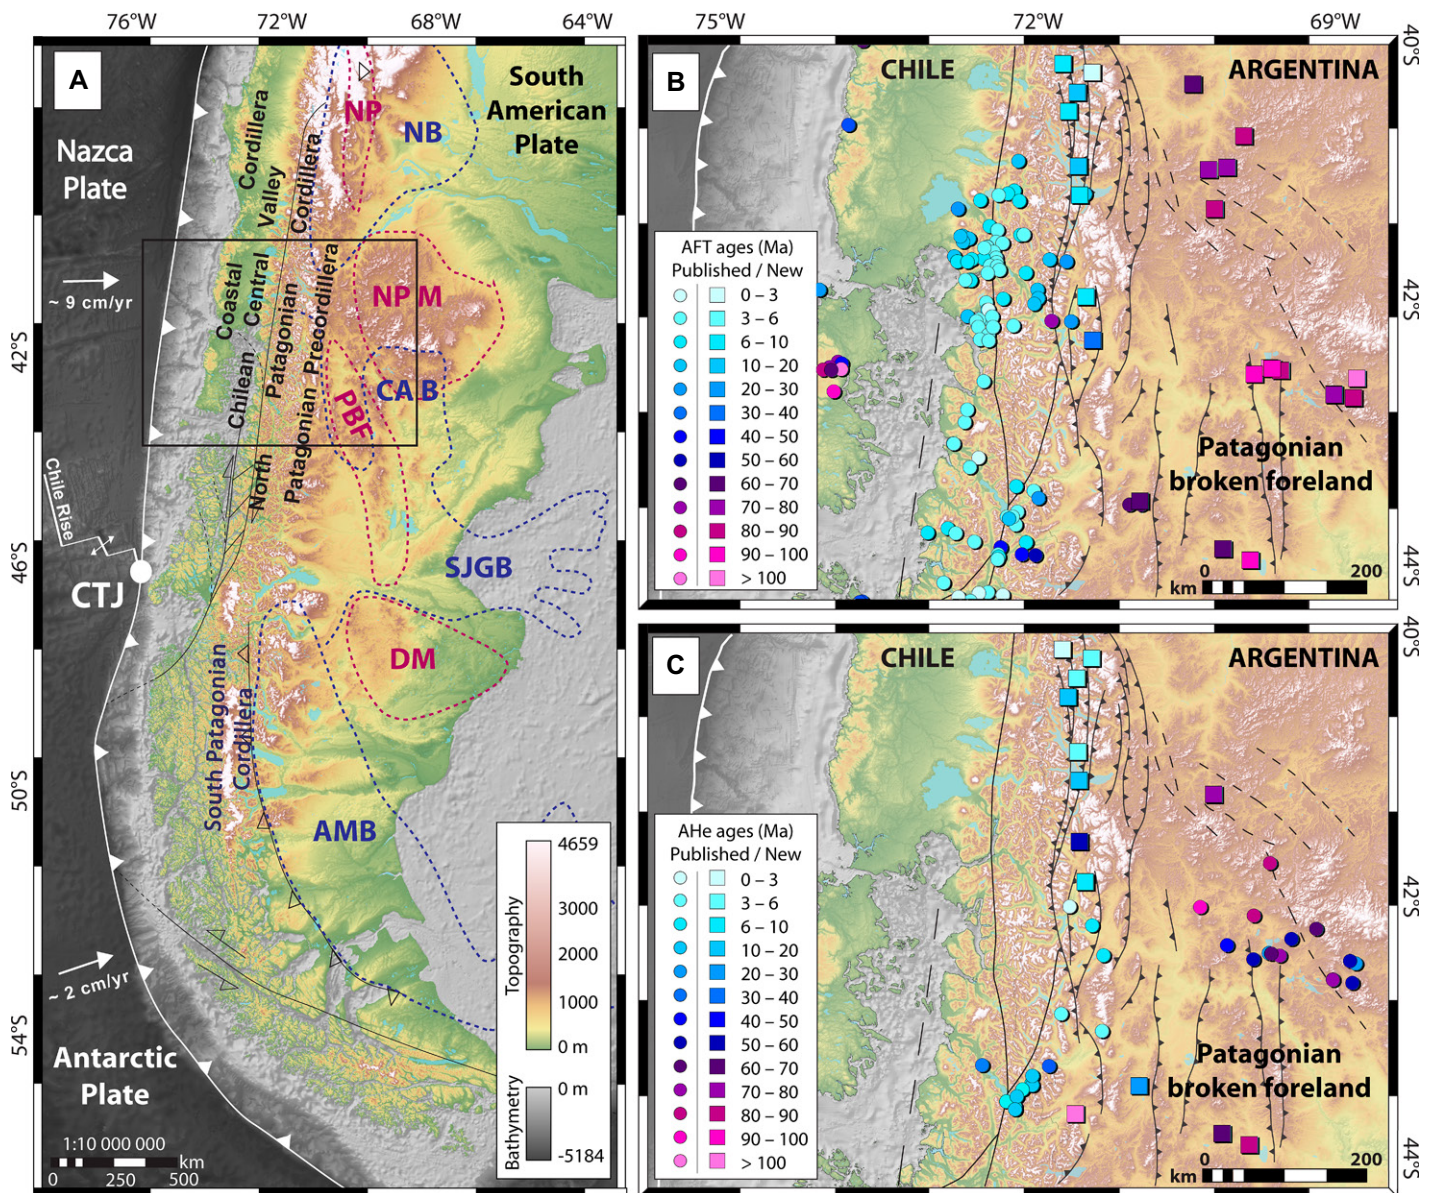 76°W
72°W
68°W
64°W
A
South
American
Plate
NP
NB
Nazca
Plate
Cordillera
Valley
Cordillera
~ 9 cm/yr
Coastal
Central
Chilean
Patagonian
North
Patagonian Precordillera
NP M
CA B
PBF
42°S
Chile Rise
46°S
CTJ
SJGB
DM
South Patagonian
Cordillera
50°S
AMB
~ 2 cm/yr
54°S
Antarctic
Plate
1:10 000 000
km
0
250
500
Topography
4659
3000
2000
1000
0 m
Bathymetry
0 m
-5184
75°W
72°W
69°W
40°S
B
CHILE
ARGENTINA
AFT ages (Ma)
Published / New
0 – 3
3 – 6
6 – 10
10 – 20
20 – 30
30 – 40
40 – 50
50 – 60
60 – 70
70 – 80
80 – 90
90 – 100
> 100
42°S
Patagonian
broken foreland
0
200
km
44°S
C
CHILE
ARGENTINA
40°S
AHe ages (Ma)
Published / New
0 – 3
3 – 6
6 – 10
10 – 20
20 – 30
30 – 40
40 – 50
50 – 60
60 – 70
70 – 80
80 – 90
90 – 100
> 100
42°S
Patagonian
broken foreland
0
200
km
44°S